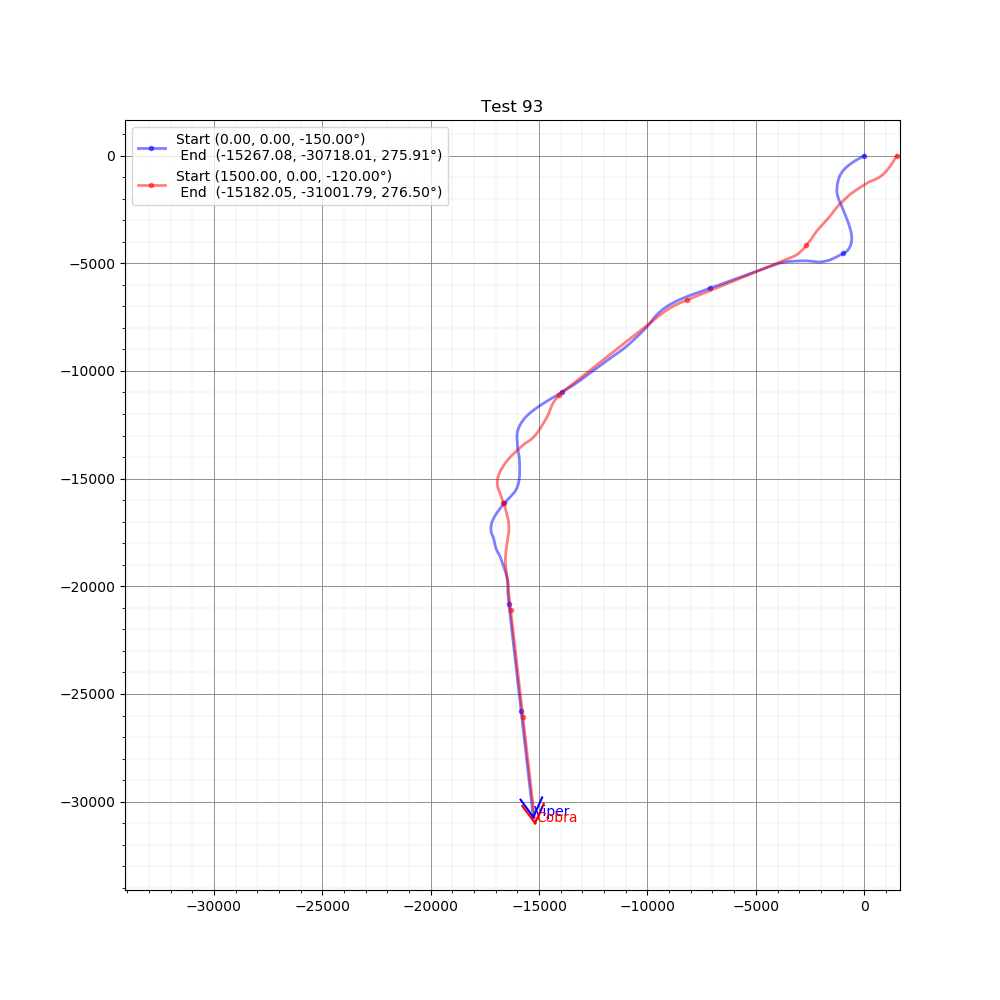 Test 93
Start (0.00, 0.00, -150.00°)
End (-15267.08, -30718.01, 275.91°)
Start (1500.00, 0.00, -120.00°)
End (-15182.05, -31001.79, 276.50°)
0
−5000
−10000
−15000
−20000
−25000
−30000
Viper
Cobra
−30000 −25000 −20000 −15000 −10000 −5000 0